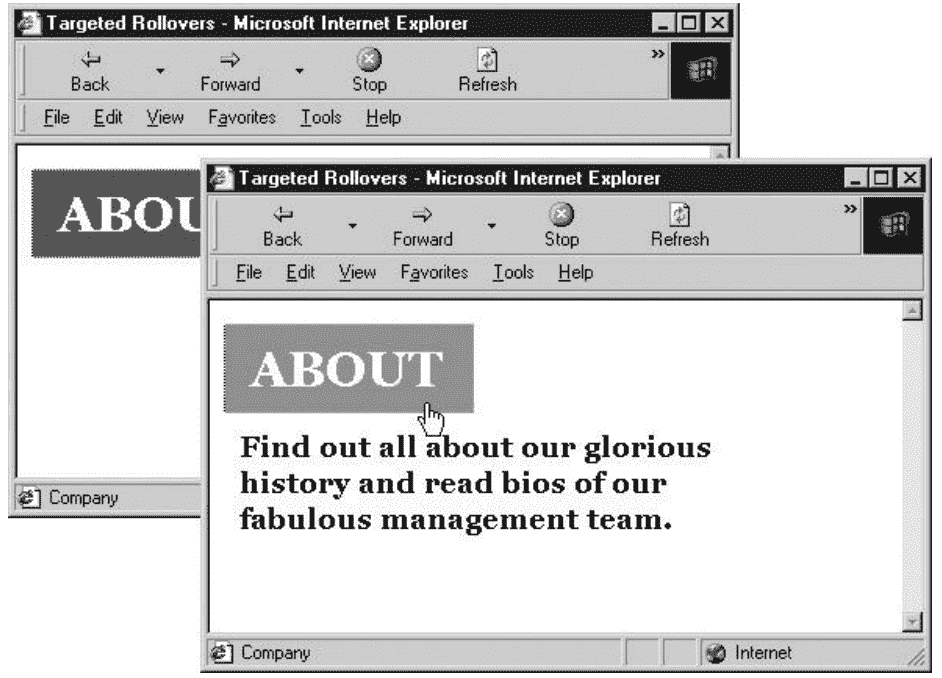 Targeted Rollovers - Microsoft Internet Explorer
Back Forward Stop Refresh »
File Edit View Favorites Tools Help
ABOU
Company
Targeted Rollovers - Microsoft Internet Explorer
Back Forward Stop Refresh »
File Edit View Favorites Tools Help
ABOUT
Find out all about our glorious
history and read bios of our
fabulous management team.
Company Internet